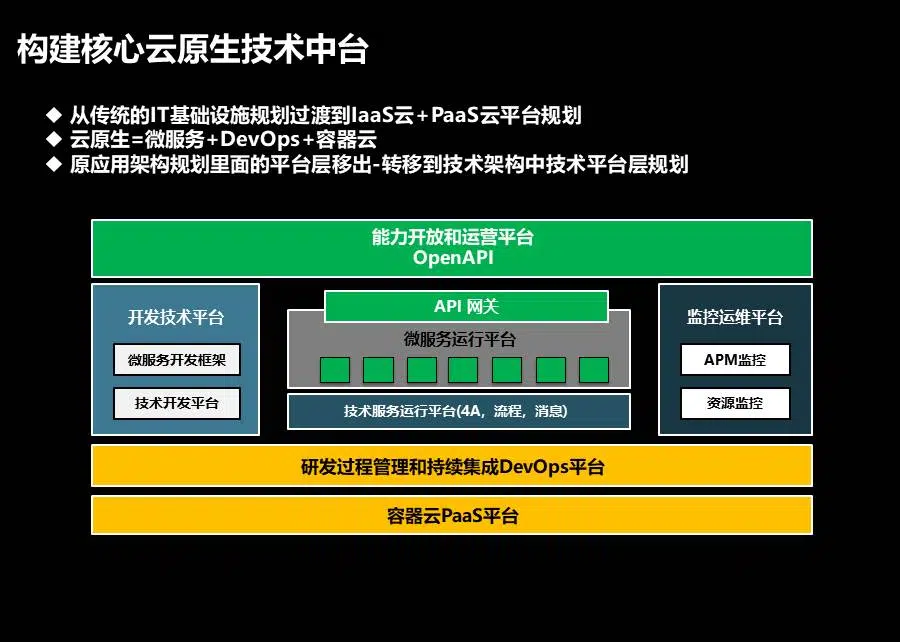 构建核心云原生技术中台
◆ 从传统的IT基础设施规划过渡到IaaS云+PaaS云平台规划
◆ 云原生=微服务+DevOps+容器云
◆ 原应用架构规划里面的平台层移出-转移到技术架构中技术平台层规划
能力开放和运营平台
OpenAPI
开发技术平台
微服务开发框架
技术开发平台
API 网关
微服务运行平台
技术服务运行平台(4A，流程，消息)
监控运维平台
APM监控
资源监控
研发过程管理和持续集成DevOps平台
容器云PaaS平台